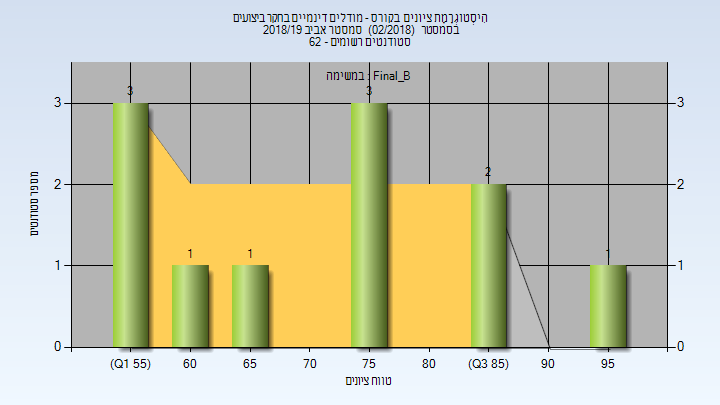 היסטוגרמת ציונים בקורס - מודלים דינמיים בחקר ביצועים
בסמסטר (02/2018) סמסטר אביב 2018/19
סטודנטים רשומים - 62
במשימה : Final_B
מספר סטודנטים
3
2
1
0
3
2
1
0
3
1
1
3
2
1
(Q1 55) 60 65 70 75 80 (Q3 85) 90 95
טווח ציונים